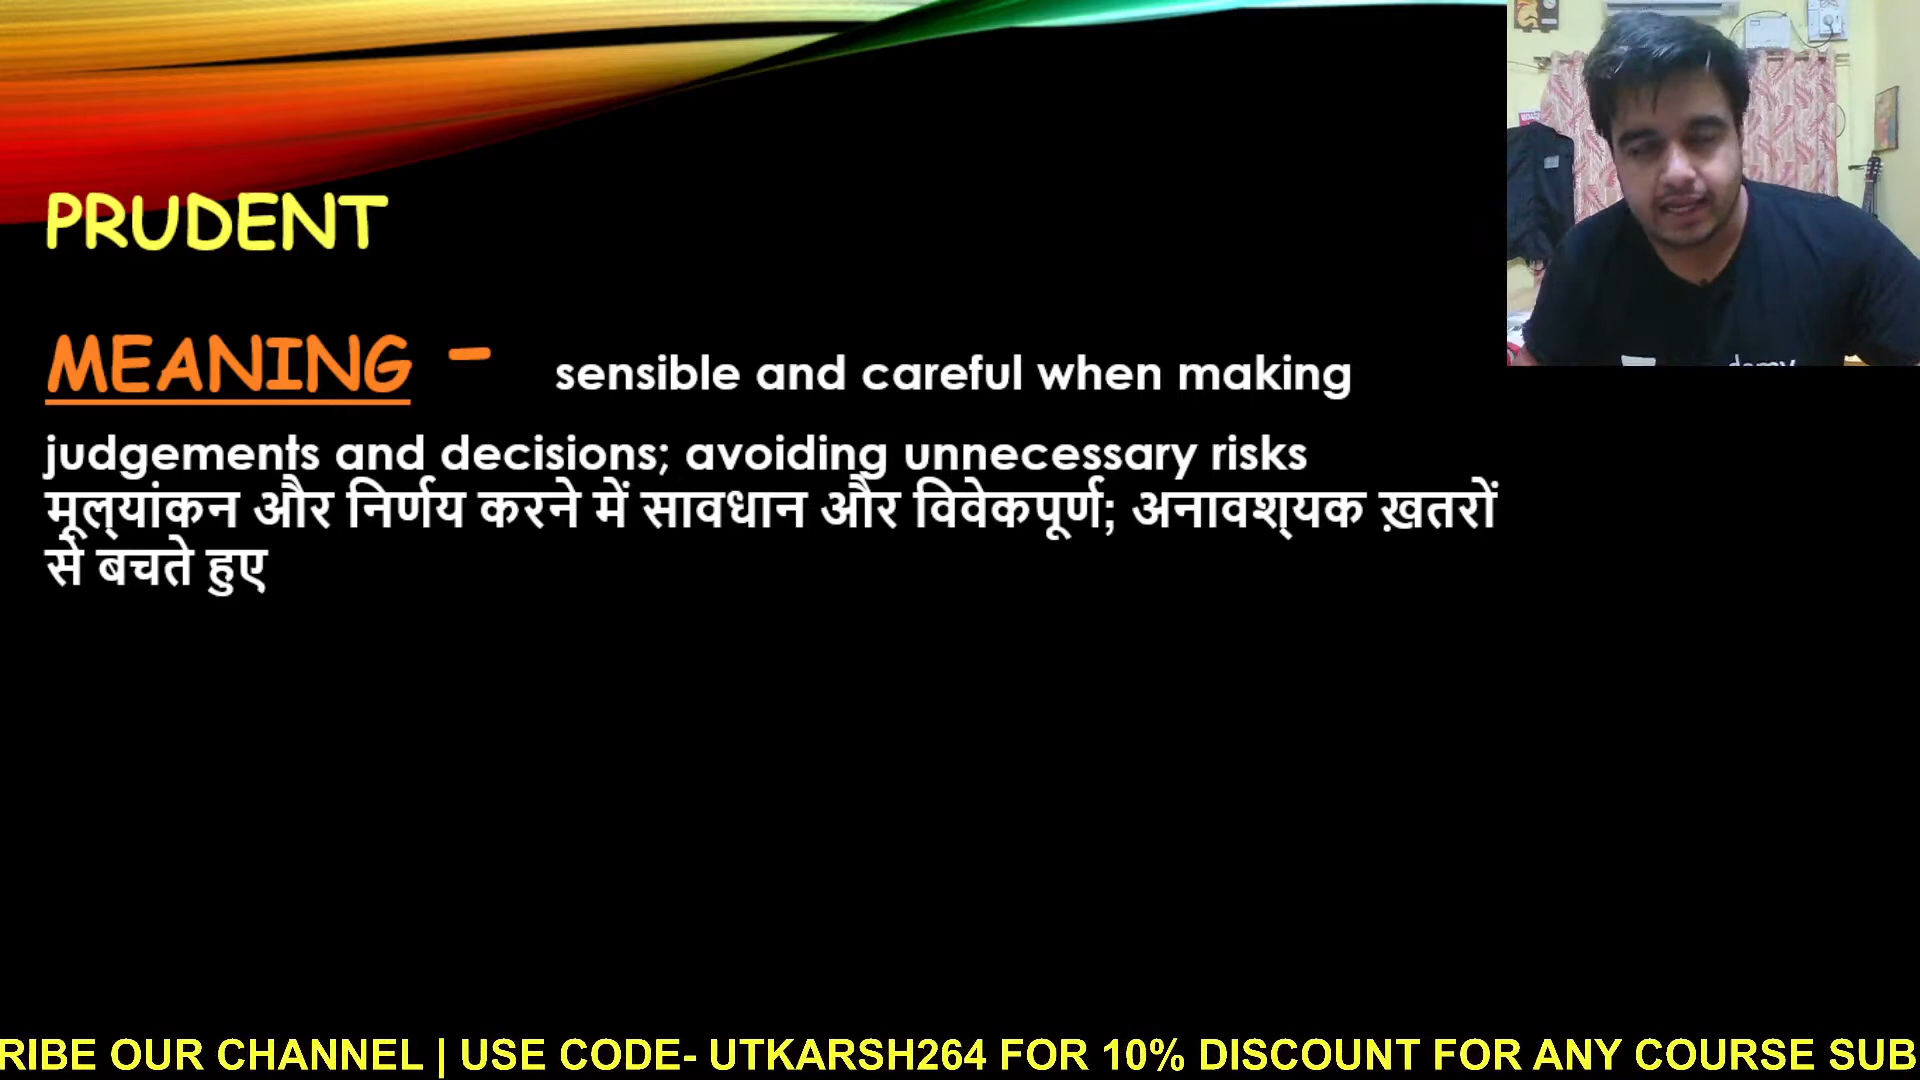 PRUDENT
MEANING - sensible and careful when making
judgements and decisions; avoiding unnecessary risks
मूल्यांकन और निर्णय करने में सावधान और विवेकपूर्ण; अनावश्यक ख़तरों
से बचते हुए
RIBE OUR CHANNEL | USE CODE- UTKARSH264 FOR 10% DISCOUNT FOR ANY COURSE SUB